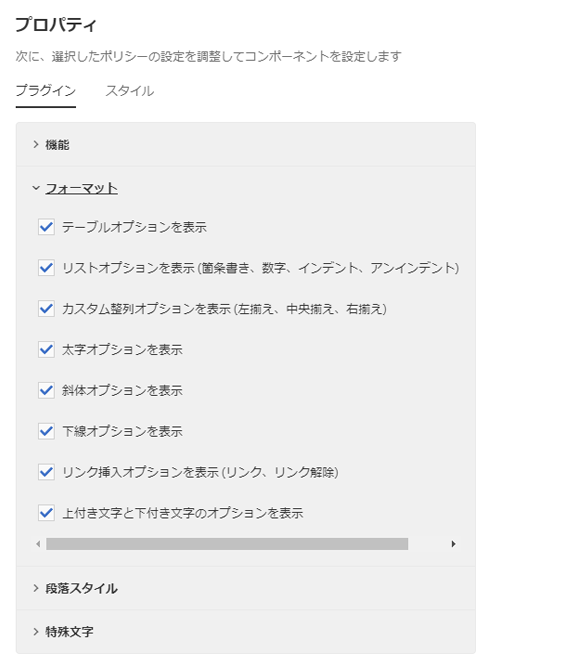 プロパティ
次に、選択したポリシーの設定を調整してコンポーネントを設定します
プラグイン スタイル
機能
フォーマット
テーブルオプションを表示
リストオプションを表示 (箇条書き、数字、インデント、アンインデント)
カスタム整列オプションを表示 (左揃え、中央揃え、右揃え)
太字オプションを表示
斜体オプションを表示
下線オプションを表示
リンク挿入オプションを表示 (リンク、リンク解除)
上付き文字と下付き文字のオプションを表示
段落スタイル
特殊文字